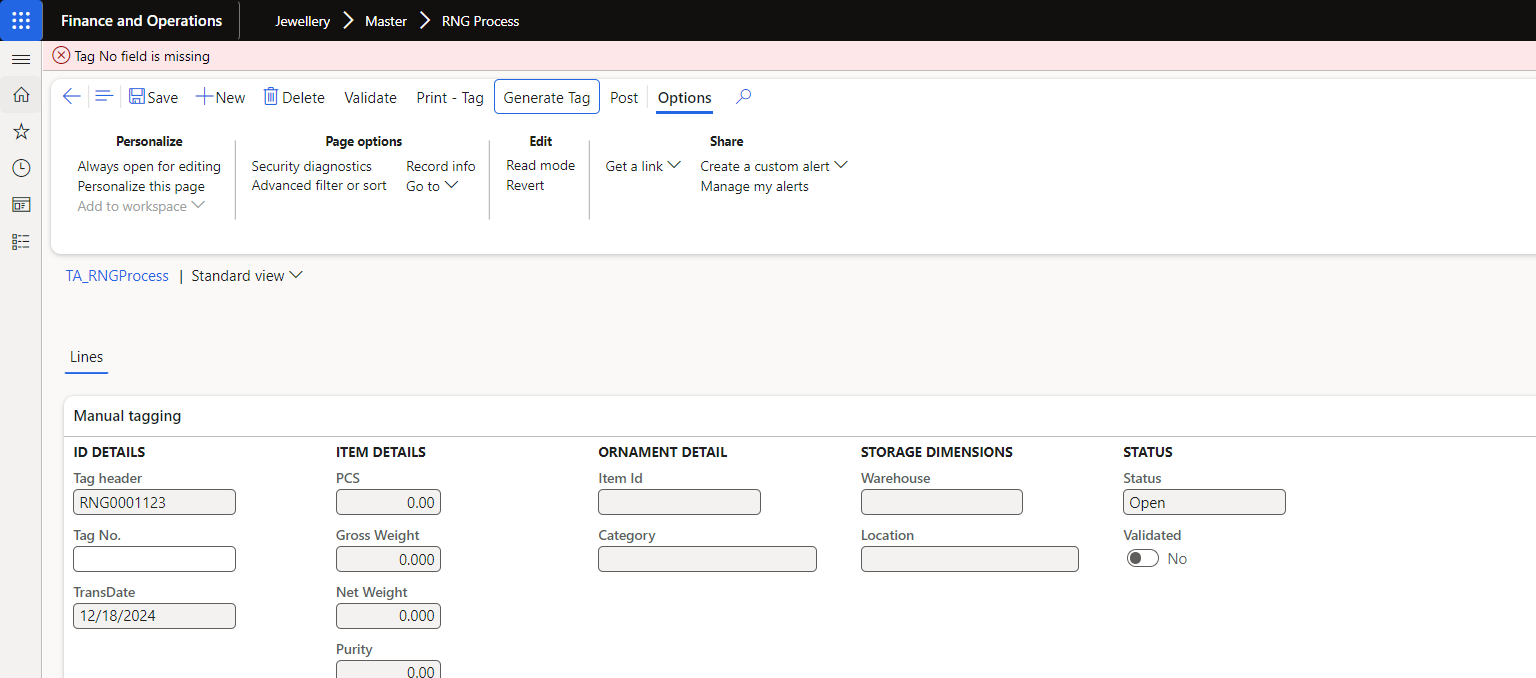 Finance and Operations
Jewellery > Master > RNG Process
Tag No field is missing
Save New Delete Validate Print - Tag Generate Tag Post Options
Personalize
Always open for editing
Personalize this page
Add to workspace
Page options
Security diagnostics
Advanced filter or sort
Record info
Go to
Edit
Read mode
Revert
Share
Get a link
Create a custom alert
Manage my alerts
TA_RNGProcess | Standard view
Lines
Manual tagging
ID DETAILS
Tag header
RNG0001123
Tag No.
TransDate
12/18/2024
ITEM DETAILS
PCS
0.00
Gross Weight
0.000
Net Weight
0.000
Purity
0.00
ORNAMENT DETAIL
Item Id
Category
STORAGE DIMENSIONS
Warehouse
Location
STATUS
Status
Open
Validated
No